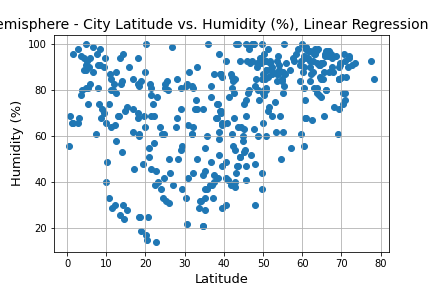 emisphere - City Latitude vs. Humidity (%), Linear Regression
100
80
60
40
20
Humidity (%)
0 10 20 30 40 50 60 70 80
Latitude